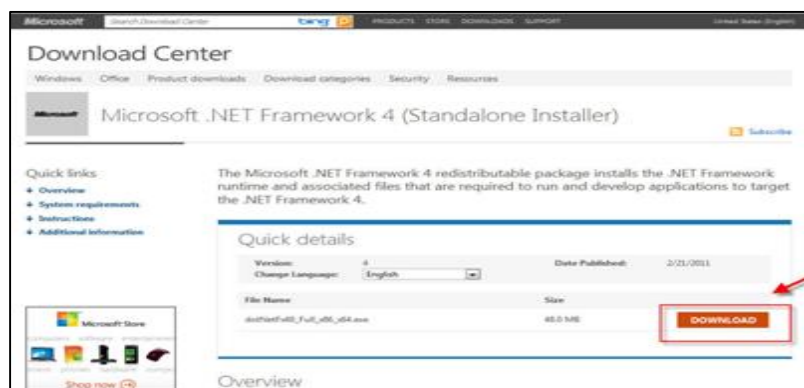 Microsoft Search Download Center bing PRODUCTS STORE DOWNLOADS SUPPORT United States (English)
Download Center
Windows Office Product downloads Download categories Security Resources
Microsoft
Microsoft .NET Framework 4 (Standalone Installer)
Subscribe
Quick links
Overview
System requirements
Instructions
Additional information
The Microsoft .NET Framework 4 redistributable package installs the .NET Framework
runtime and associated files that are required to run and develop applications to target
the .NET Framework 4.
Quick details
Version: 4 Date Published: 2/21/2011
Change Language: English
File Name Size
dotNetFx40_Full_x86_x64.exe 48.0 MB DOWNLOAD
Microsoft Store
Shop now
Overview